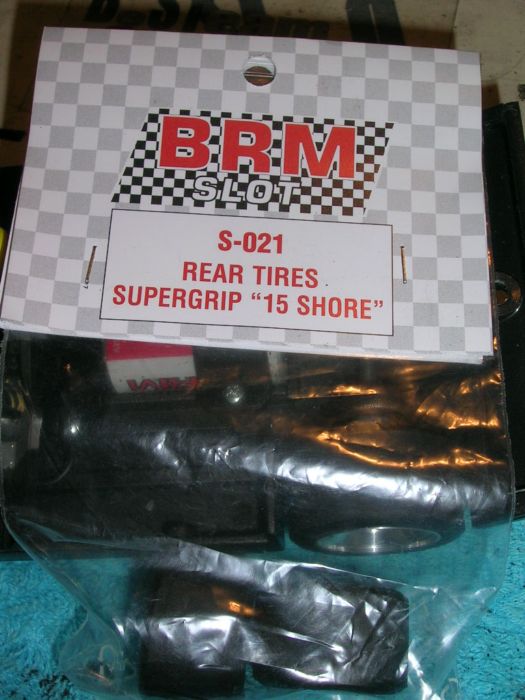 BRM
SLOT
S-021
REAR TIRES
SUPERGRIP “15 SHORE”